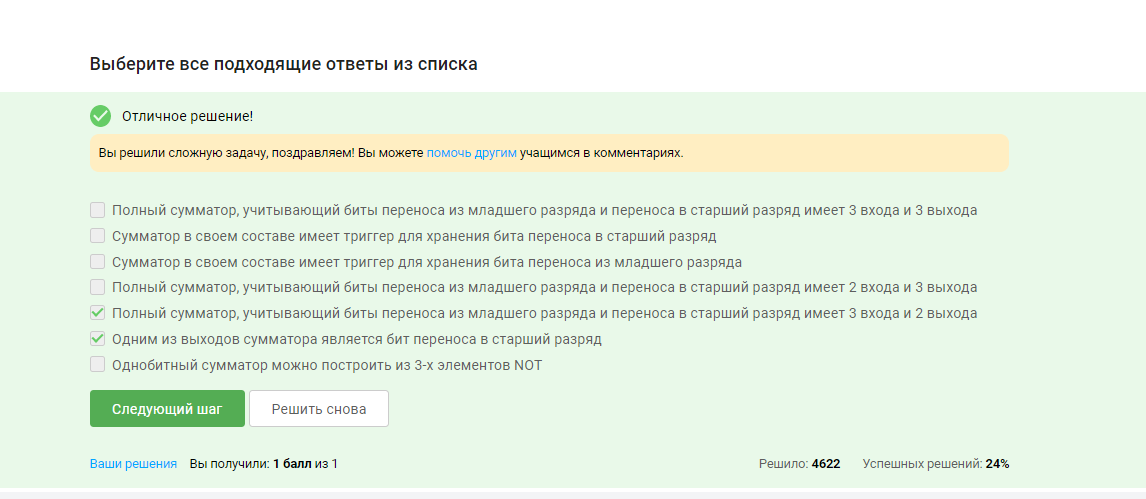 Выберите все подходящие ответы из списка
Отличное решение!
Вы решили сложную задачу, поздравляем! Вы можете помочь другим учащимся в комментариях.
Полный сумматор, учитывающий биты переноса из младшего разряда и переноса в старший разряд имеет 3 входа и 3 выхода
Сумматор в своем составе имеет триггер для хранения бита переноса в старший разряд
Сумматор в своем составе имеет триггер для хранения бита переноса из младшего разряда
Полный сумматор, учитывающий биты переноса из младшего разряда и переноса в старший разряд имеет 2 входа и 3 выхода
Полный сумматор, учитывающий биты переноса из младшего разряда и переноса в старший разряд имеет 3 входа и 2 выхода
Одним из выходов сумматора является бит переноса в старший разряд
Однобитный сумматор можно построить из 3-х элементов NOT
Следующий шаг Решить снова
Ваши решения Вы получили: 1 балл из 1 Решило: 4622 Успешных решений: 24%